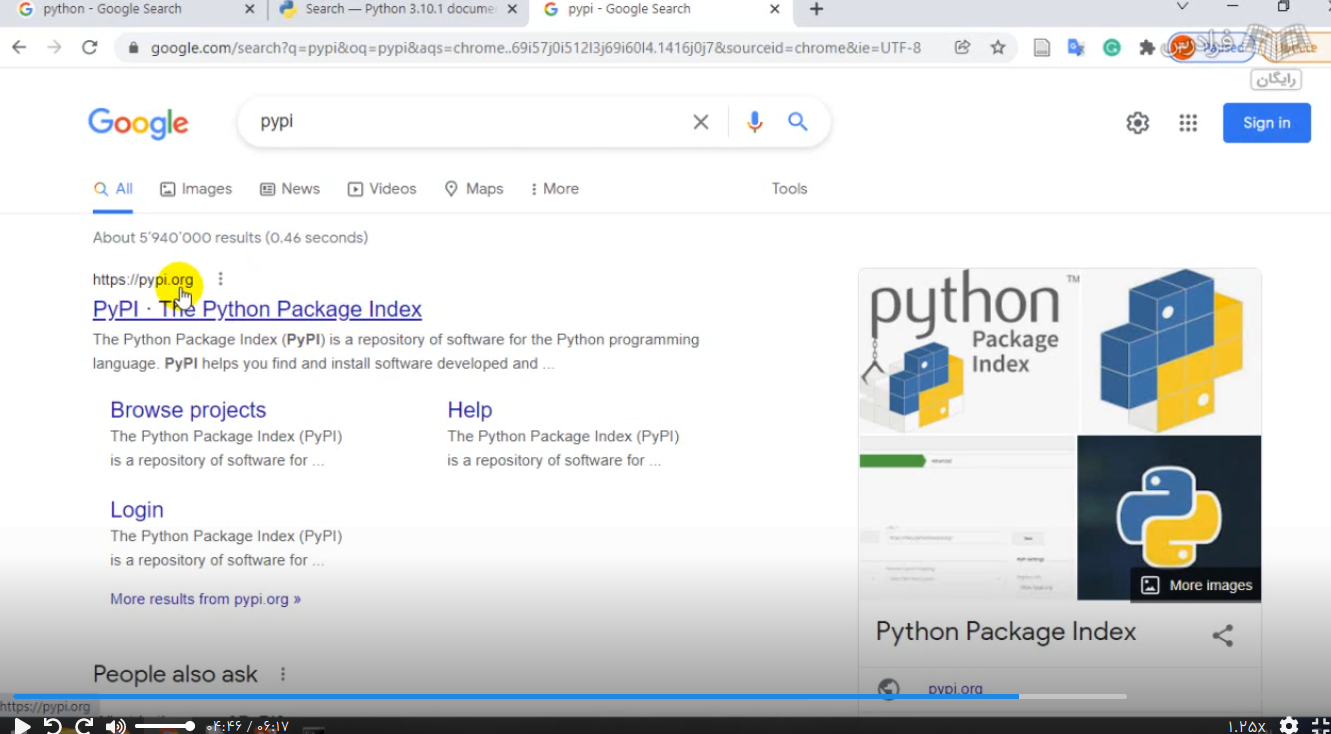 python - Google Search
Search — Python 3.10.1 docume
pypi - Google Search
google.com/search?q=pypi&oq=pypi&aqs=chrome..69i57j0i512l3j69i60l4.1416j0j7&sourceid=chrome&ie=UTF-8
Paused
رایگان
Google
pypi
Sign in
All
Images
News
Videos
Maps
More
Tools
About 5'940'000 results (0.46 seconds)
https://pypi.org
PyPI · The Python Package Index
The Python Package Index (PyPI) is a repository of software for the Python programming
language. PyPI helps you find and install software developed and ...
Browse projects
The Python Package Index (PyPI)
is a repository of software for ...
Help
The Python Package Index (PyPI)
is a repository of software for ...
Login
The Python Package Index (PyPI)
is a repository of software for ...
More results from pypi.org »
People also ask
python TM
Package
Index
More images
Python Package Index
pypi.org
https://pypi.org
۰۴:۴۶ / ۰۶:۱۷
۱.۲۵x